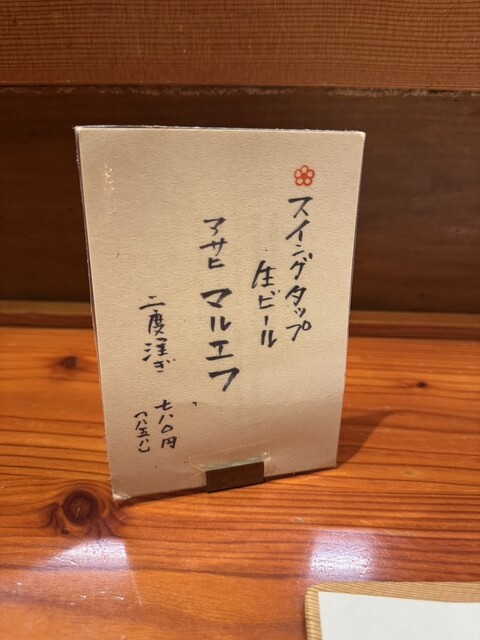 スイングタップ
生ビール
アサヒ マルエフ
二度注ぎ
七八〇円
(八五八)